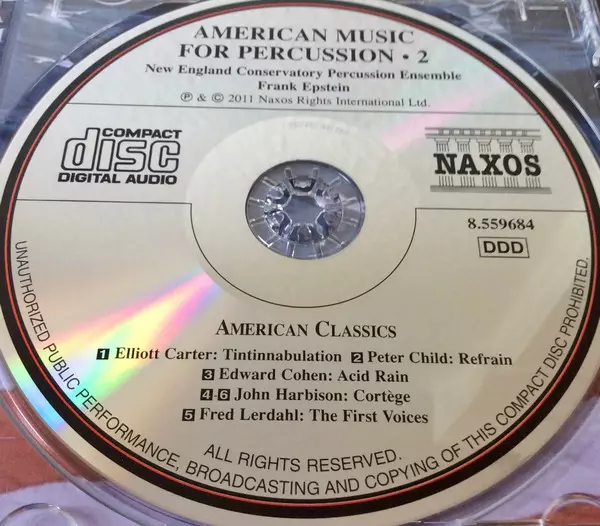 AMERICAN MUSIC
FOR PERCUSSION • 2
New England Conservatory Percussion Ensemble
Frank Epstein
℗ & © 2011 Naxos Rights International Ltd.
COMPACT
disc
DIGITAL AUDIO
NAXOS
8.559684
DDD
AMERICAN CLASSICS
1 Elliott Carter: Tintinnabulation 2 Peter Child: Refrain
3 Edward Cohen: Acid Rain
4-6 John Harbison: Cortège
5 Fred Lerdahl: The First Voices
ALL RIGHTS RESERVED.
UNAUTHORIZED PUBLIC PERFORMANCE, BROADCASTING AND COPYING OF THIS COMPACT DISC PROHIBITED.